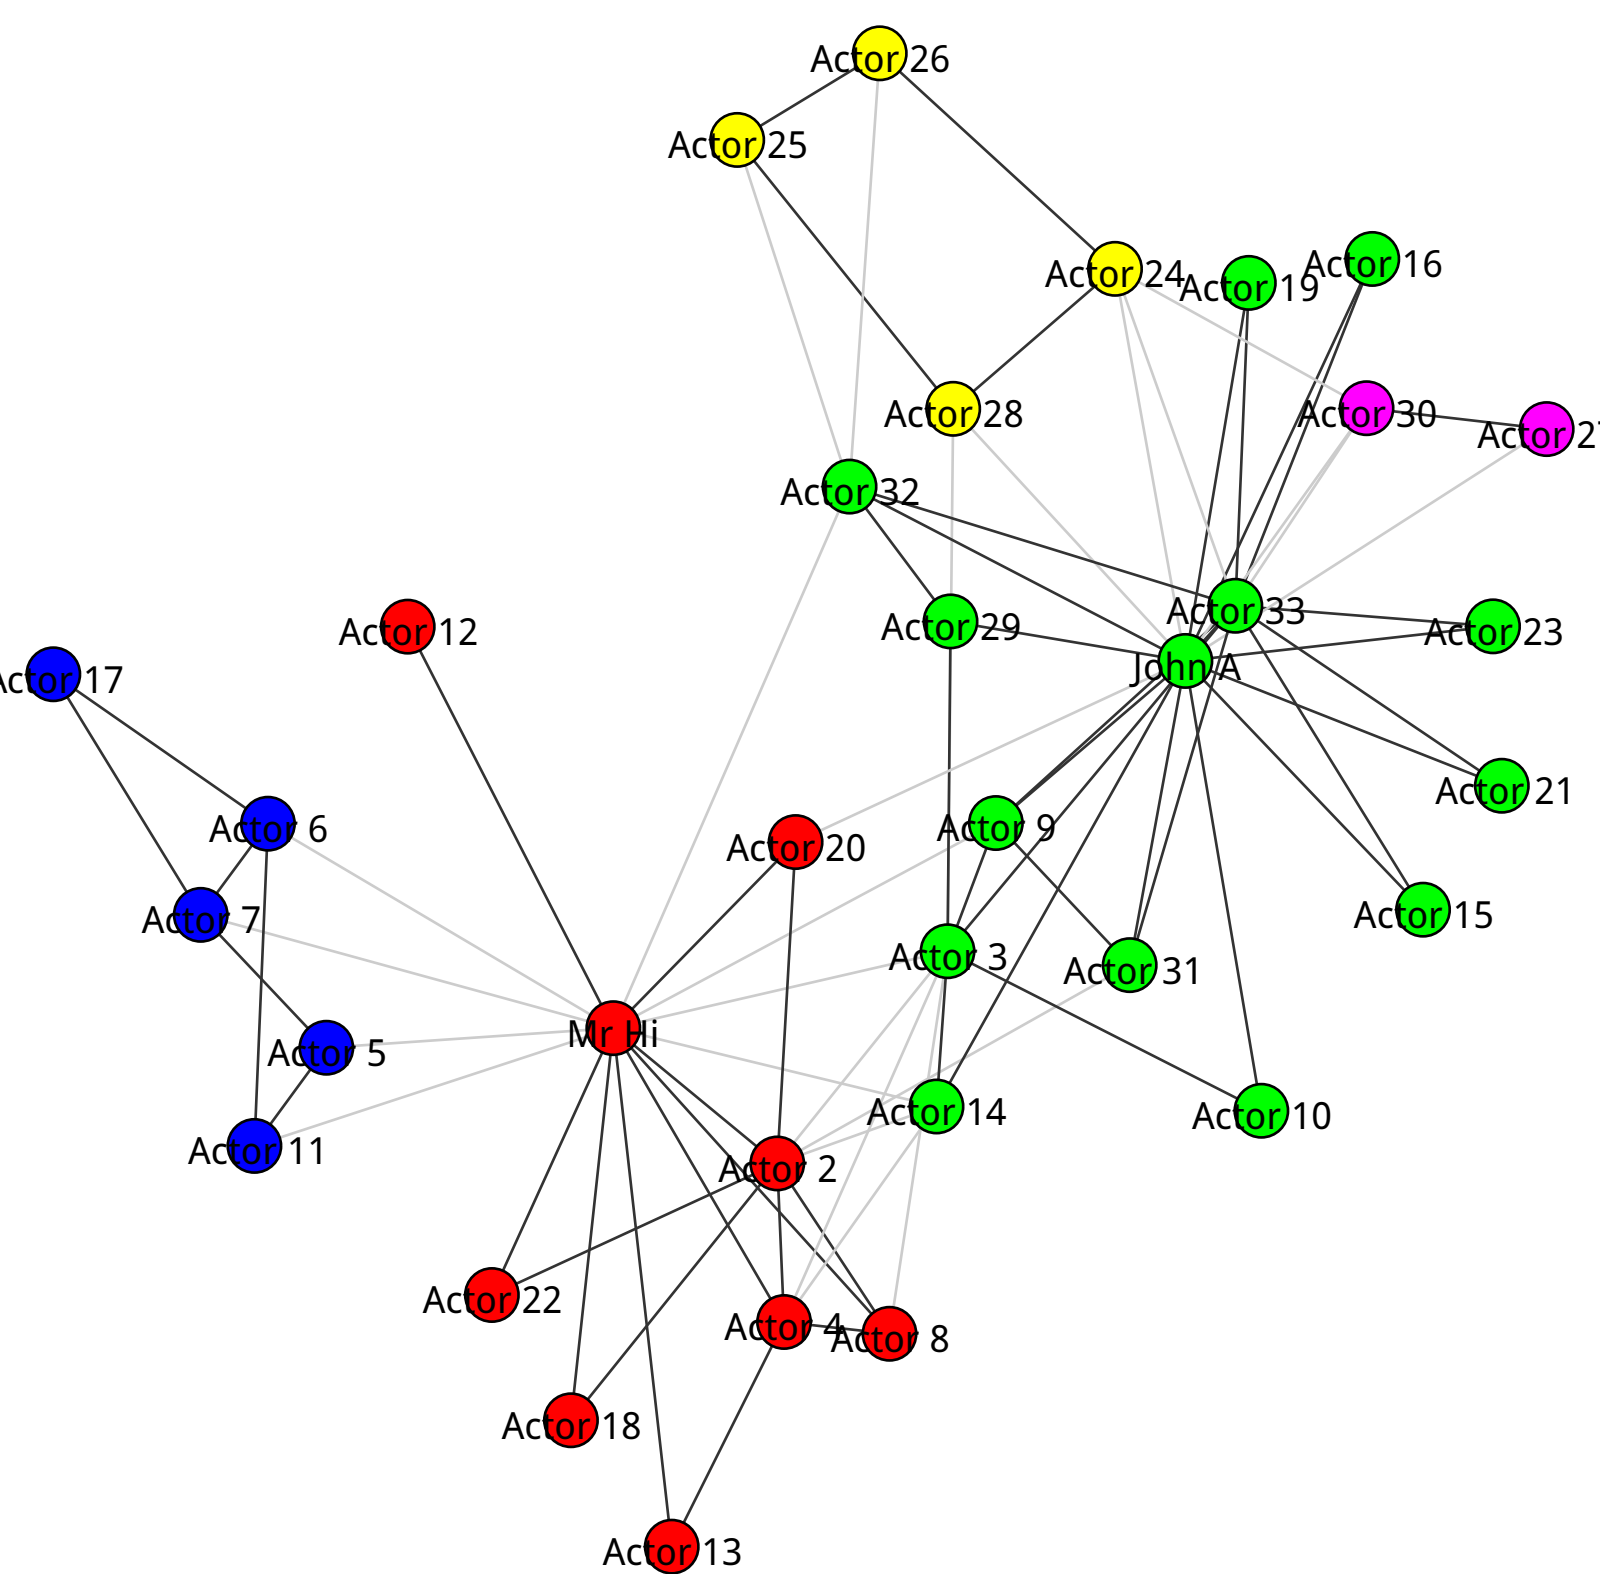 Actor 26
Actor 25
Actor 24
Actor 19
Actor 16
Actor 28
Actor 30
Actor 32
Actor 33
Actor 29
Actor 23
Actor 12
John A
Actor 17
Actor 21
Actor 6
Actor 9
Actor 20
Actor 7
Actor 15
Actor 3
Actor 31
Mr Hi
Actor 5
Actor 14
Actor 10
Actor 11
Actor 2
Actor 22
Actor 4
Actor 8
Actor 18
Actor 13